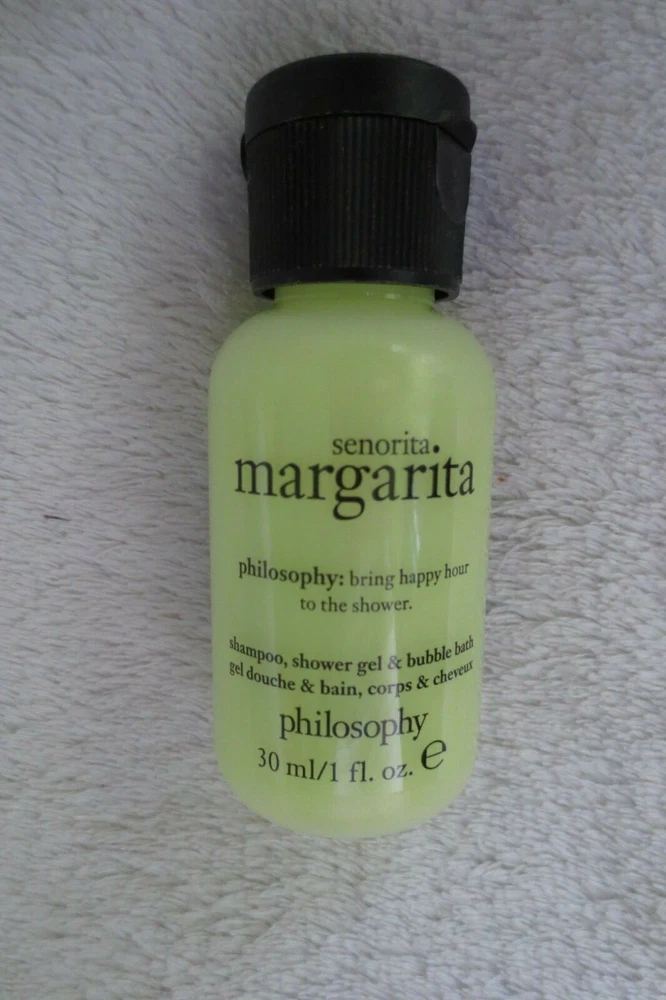 senorita.
margarita
philosophy: bring happy hour
to the shower.
shampoo, shower gel & bubble bath
gel douche & bain, corps & cheveux
philosophy
30 ml/1 fl. oz. e